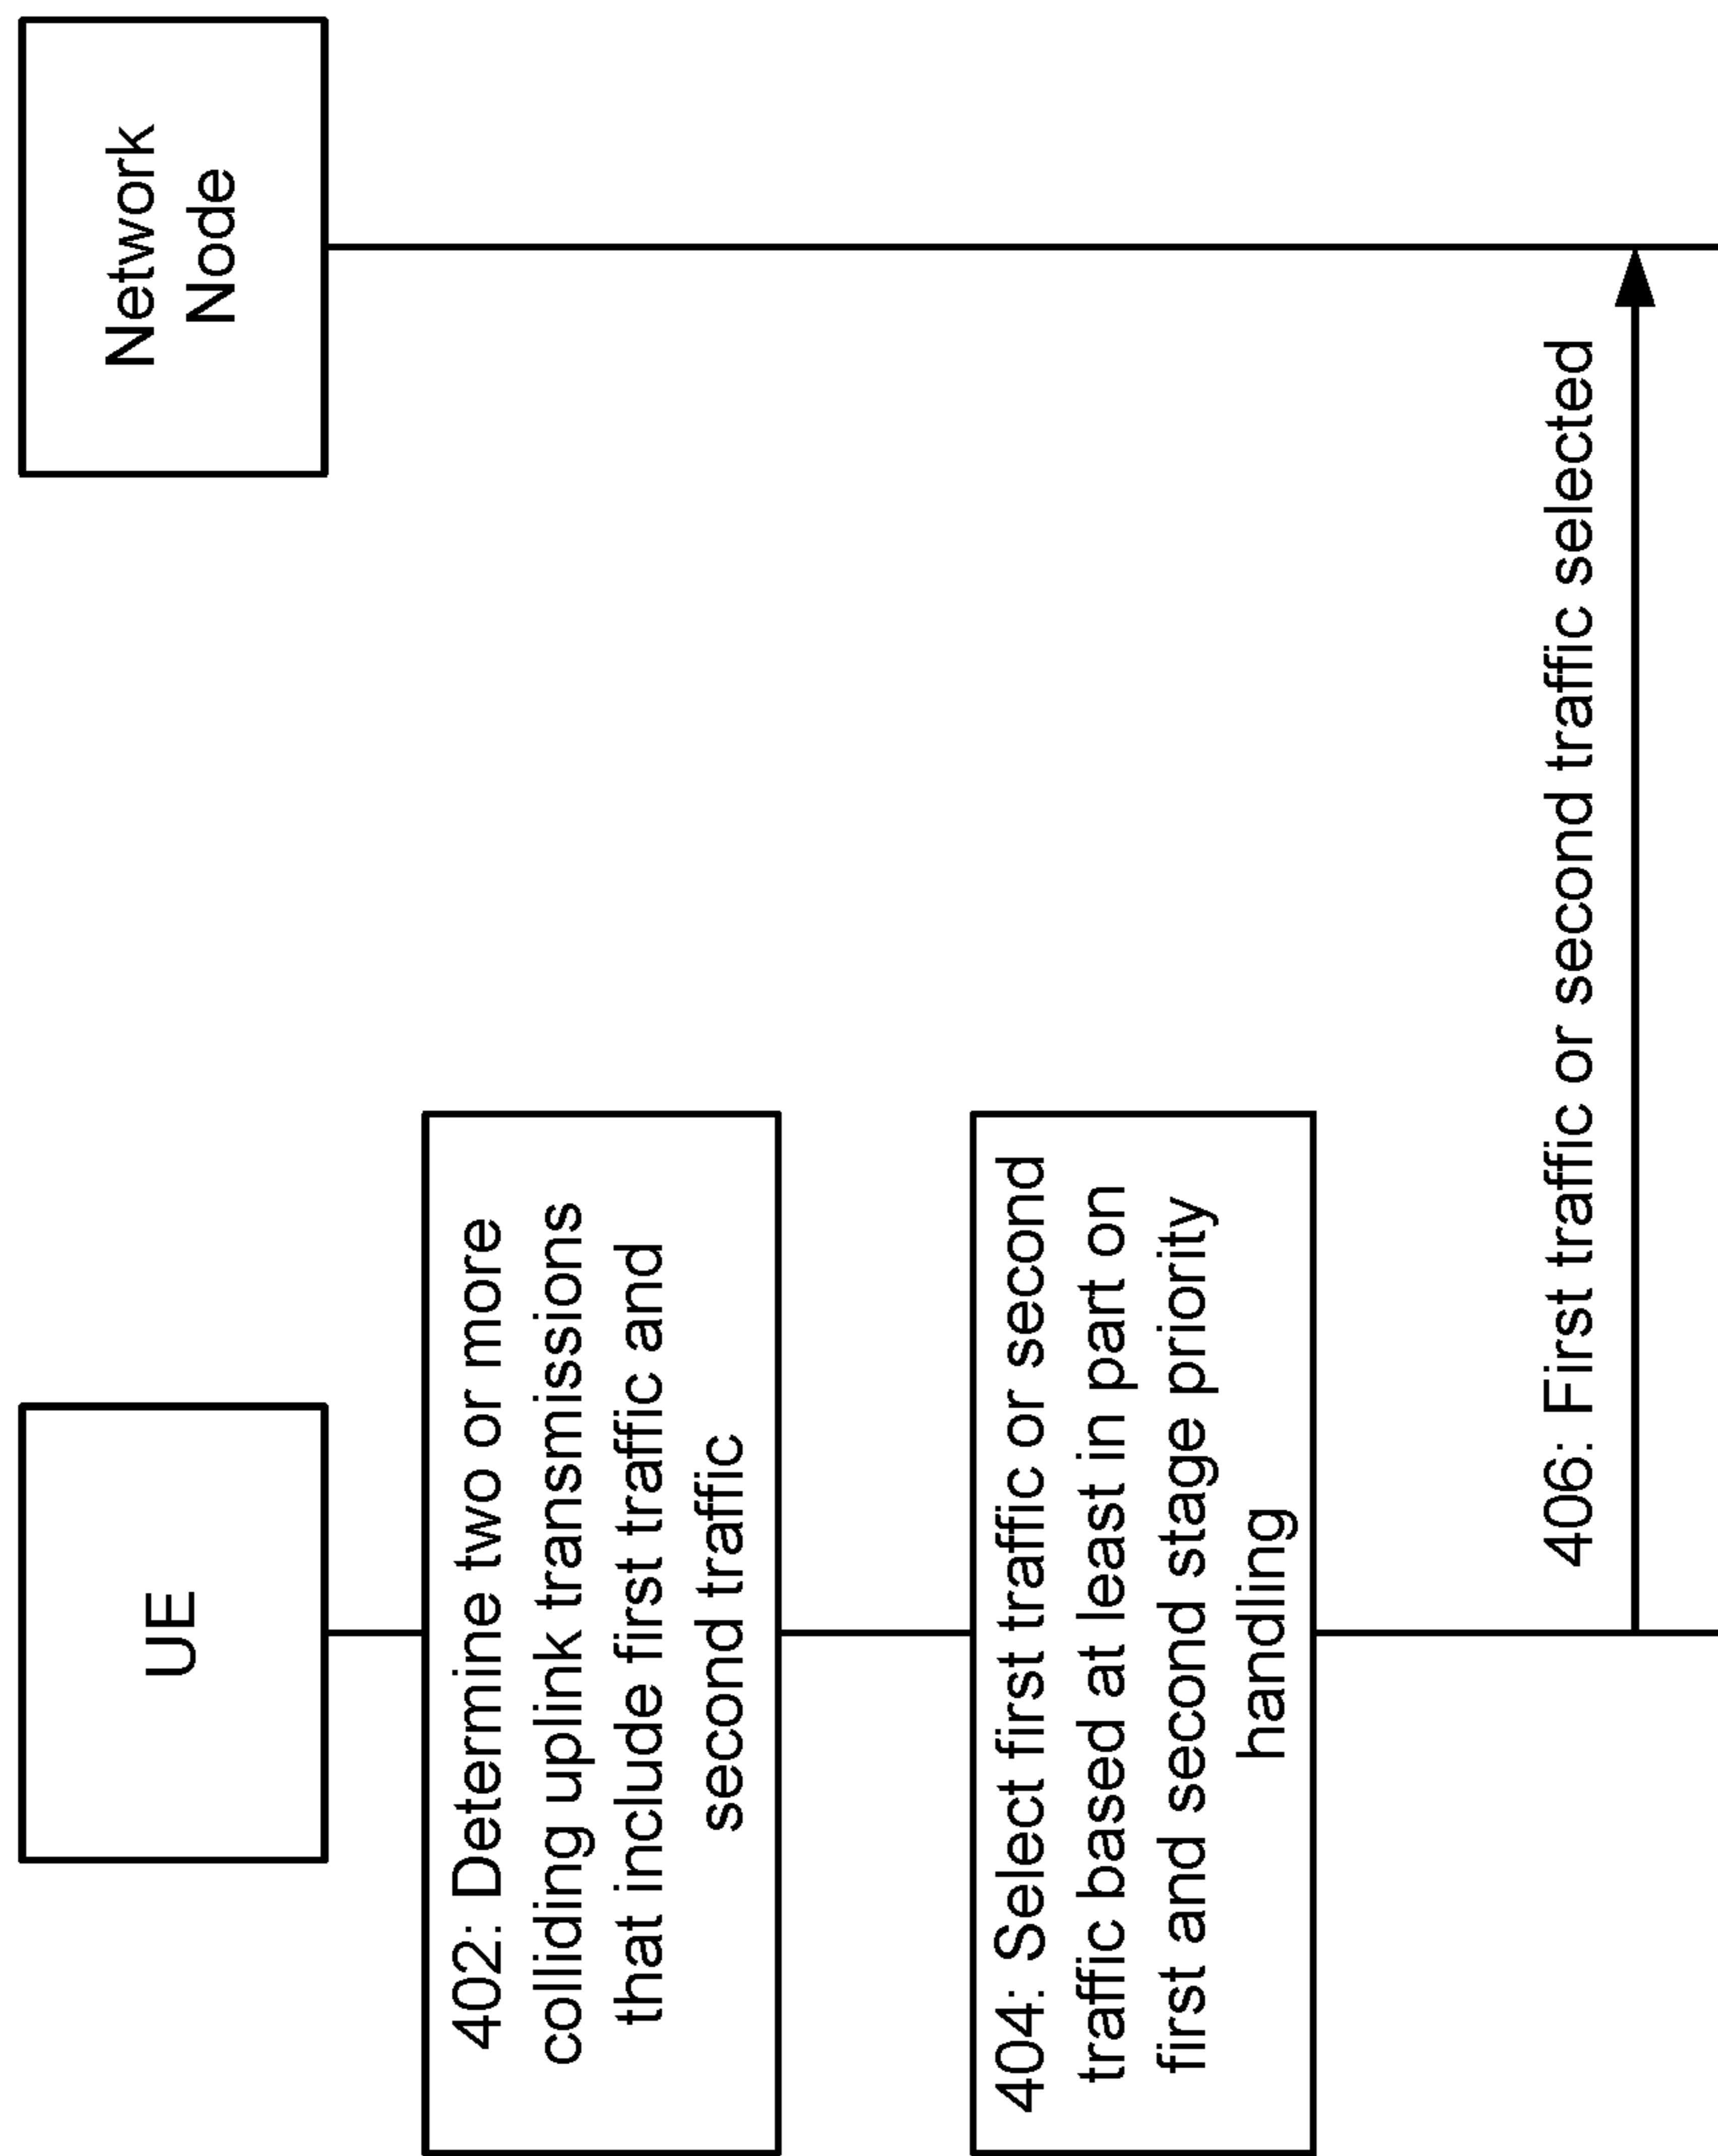 UE
Network
Node
402: Determine two or more
colliding uplink transmissions
that include first traffic and
second traffic
404: Select first traffic or second
traffic based at least in part on
first and second stage priority
handling
406: First traffic or second traffic selected